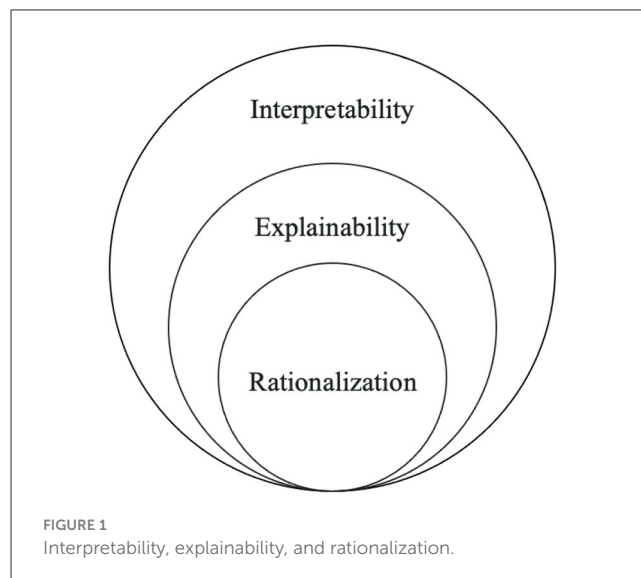 Interpretability
Explainability
Rationalization
FIGURE 1
Interpretability, explainability, and rationalization.